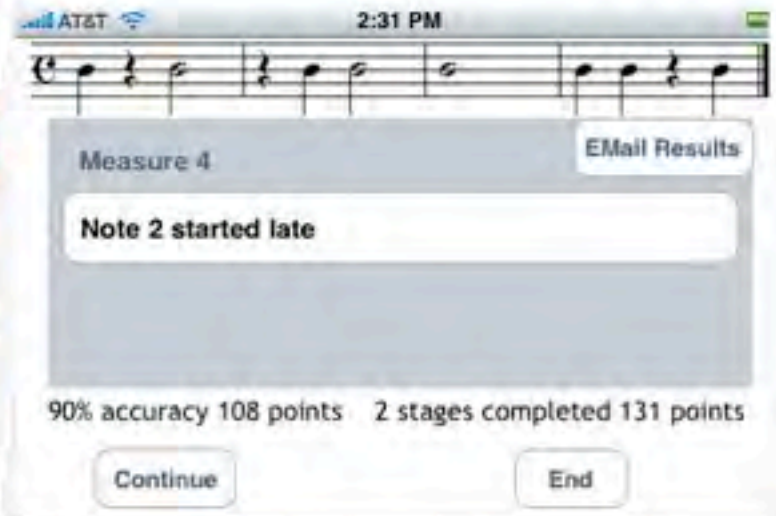 AT&T 2:31 PM
Measure 4
EMail Results
Note 2 started late
90% accuracy 108 points 2 stages completed 131 points
Continue End